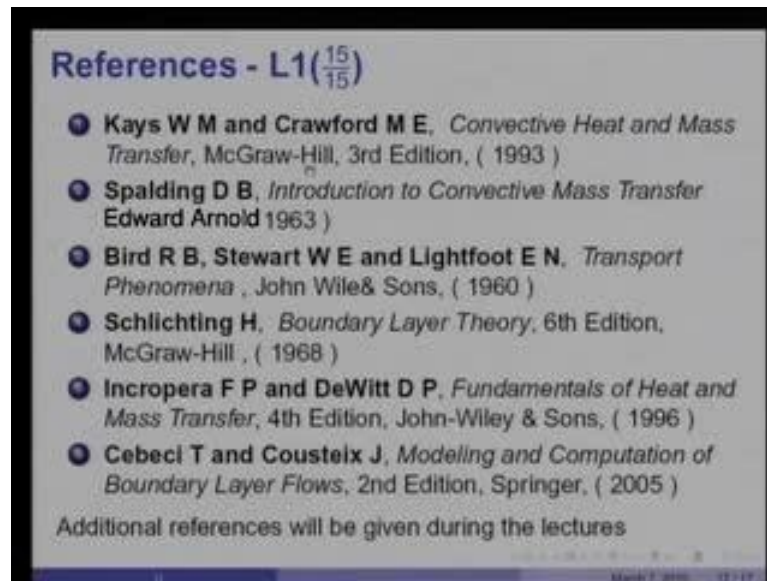 References - L1(15/15)
Kays W M and Crawford M E, Convective Heat and Mass
Transfer, McGraw-Hill, 3rd Edition, ( 1993 )
Spalding D B, Introduction to Convective Mass Transfer
Edward Arnold 1963 )
Bird R B, Stewart W E and Lightfoot E N, Transport
Phenomena , John Wile& Sons, ( 1960 )
Schlichting H, Boundary Layer Theory, 6th Edition,
McGraw-Hill , ( 1968 )
Incropera F P and DeWitt D P, Fundamentals of Heat and
Mass Transfer, 4th Edition, John-Wiley & Sons, ( 1996 )
Cebeci T and Cousteix J, Modeling and Computation of
Boundary Layer Flows, 2nd Edition, Springer, ( 2005 )
Additional references will be given during the lectures